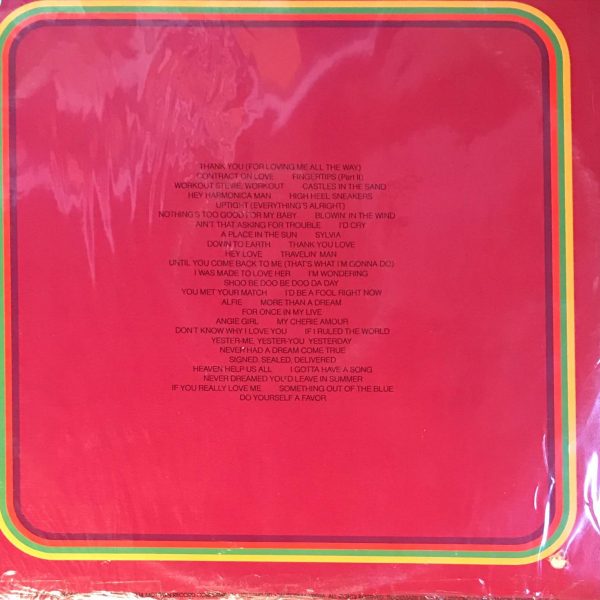 THANK YOU (FOR LOVING ME ALL THE WAY)
CONTRACT ON LOVE FINGERTIPS (Part II)
WORKOUT STEVIE, WORKOUT CASTLES IN THE SAND
HEY HARMONICA MAN HIGH HEEL SNEAKERS
UPTIGHT (EVERYTHING'S ALRIGHT)
NOTHING'S TOO GOOD FOR MY BABY BLOWIN' IN THE WIND
AIN'T THAT ASKING FOR TROUBLE I'D CRY
A PLACE IN THE SUN SYLVIA
DOWN TO EARTH THANK YOU LOVE
HEY LOVE TRAVELIN' MAN
UNTIL YOU COME BACK TO ME (THAT'S WHAT I'M GONNA DO)
I WAS MADE TO LOVE HER I'M WONDERING
SHOO BE DOO BE DOO DA DAY
YOU MET YOUR MATCH I'D BE A FOOL RIGHT NOW
ALFIE MORE THAN A DREAM
FOR ONCE IN MY LIVE
ANGIE GIRL MY CHERIE AMOUR
DON'T KNOW WHY I LOVE YOU IF I RULED THE WORLD
YESTER-ME, YESTER-YOU YESTERDAY
NEVER HAD A DREAM COME TRUE
SIGNED, SEALED, DELIVERED
HEAVEN HELP US ALL I GOTTA HAVE A SONG
NEVER DREAMED YOU'D LEAVE IN SUMMER
IF YOU REALLY LOVE ME SOMETHING OUT OF THE BLUE
DO YOURSELF A FAVOR